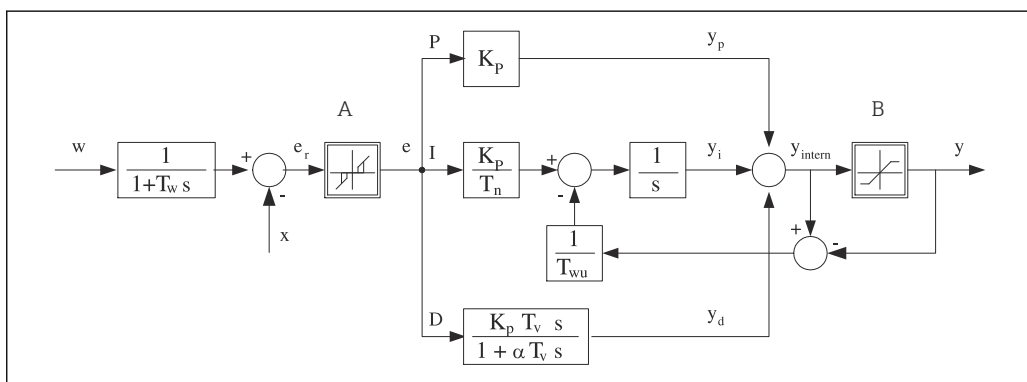 P
y_p
K_P
A
B
w
1
1+T_w s
+
-
e_r
e
I
K_P
T_n
+
-
1
s
y_i
y_intern
y
x
1
T_wu
+
-
D
K_p T_v s
1 + α T_v s
y_d